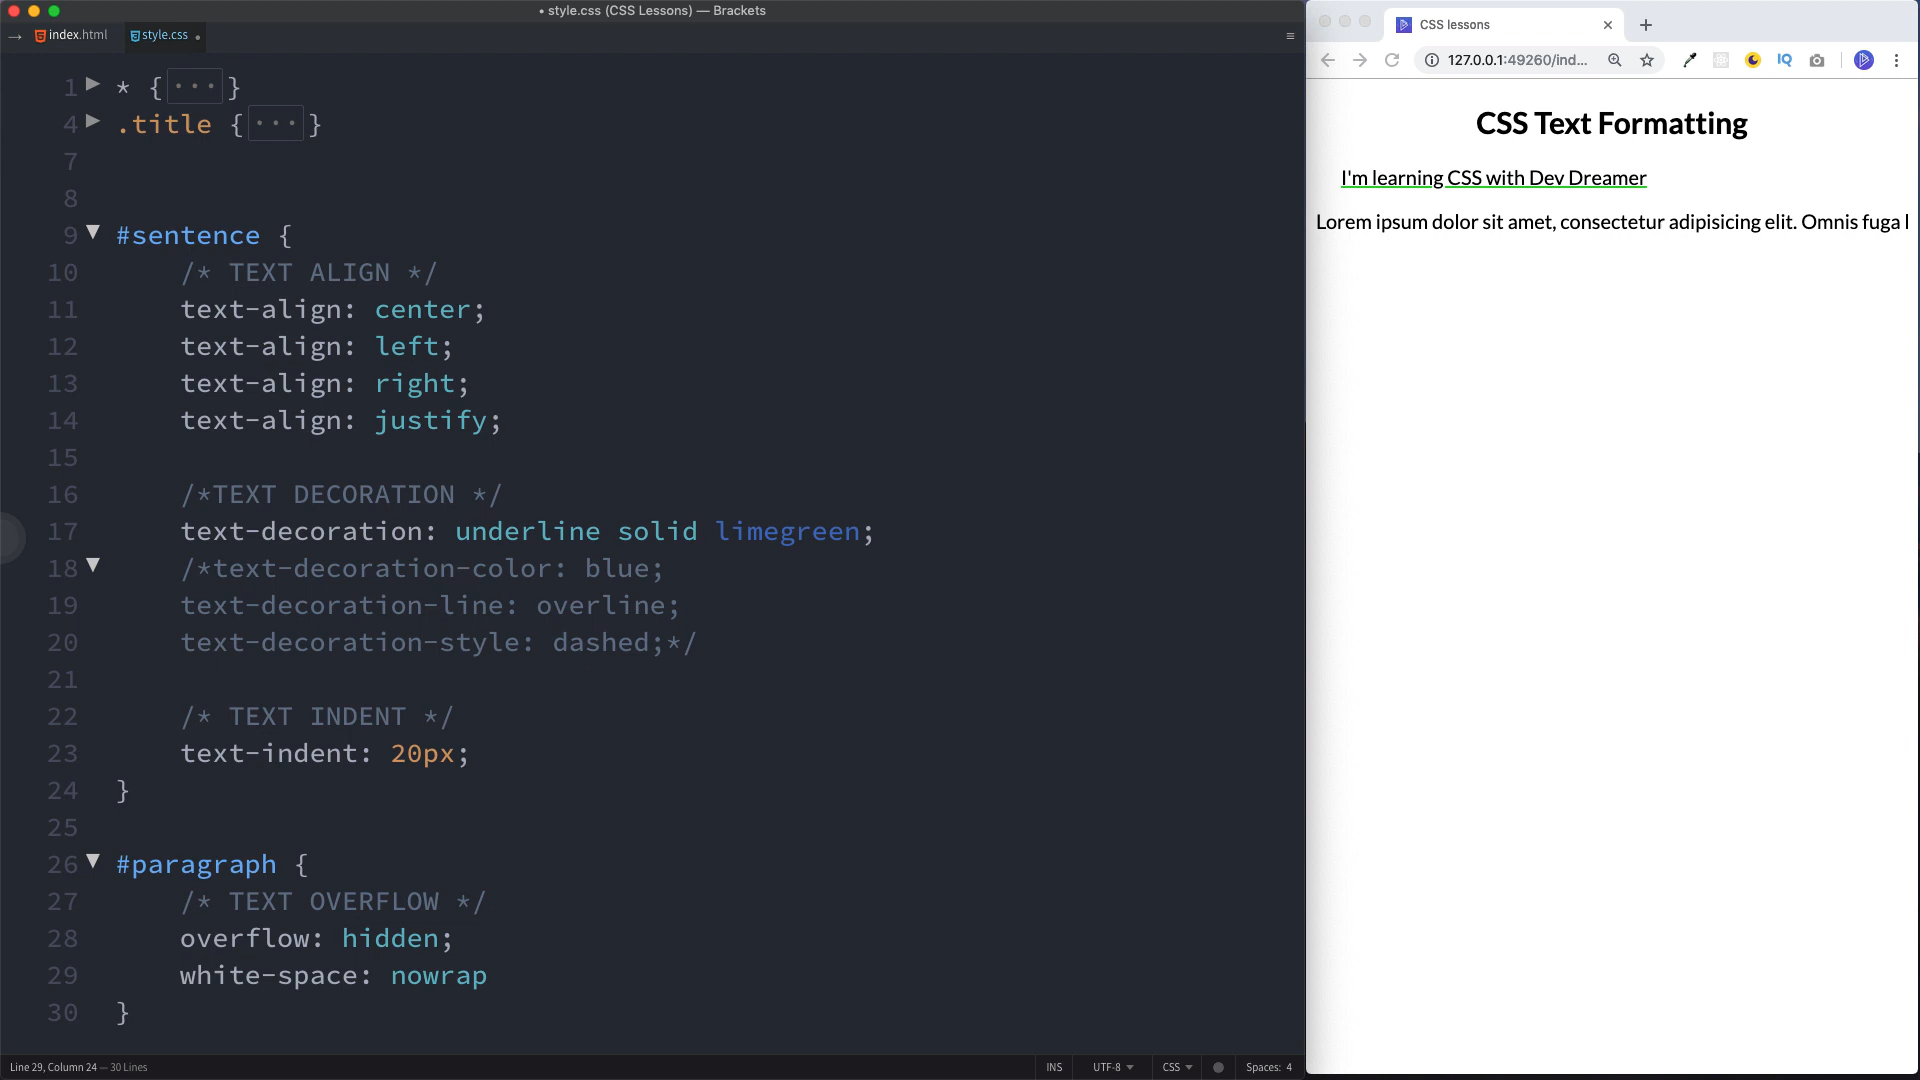 • style.css (CSS Lessons) — Brackets
→ index.html style.css •
1 * {···}
4 .title {···}
7
8
9 #sentence {
10 /* TEXT ALIGN */
11 text-align: center;
12 text-align: left;
13 text-align: right;
14 text-align: justify;
15
16 /*TEXT DECORATION */
17 text-decoration: underline solid limegreen;
18 /*text-decoration-color: blue;
19 text-decoration-line: overline;
20 text-decoration-style: dashed;*/
21
22 /* TEXT INDENT */
23 text-indent: 20px;
24 }
25
26 #paragraph {
27 /* TEXT OVERFLOW */
28 overflow: hidden;
29 white-space: nowrap
30 }
Line 29, Column 24 — 30 Lines
INS UTF-8 CSS Spaces: 4
CSS lessons
127.0.0.1:49260/ind...
IQ
CSS Text Formatting
I'm learning CSS with Dev Dreamer
Lorem ipsum dolor sit amet, consectetur adipisicing elit. Omnis fuga l